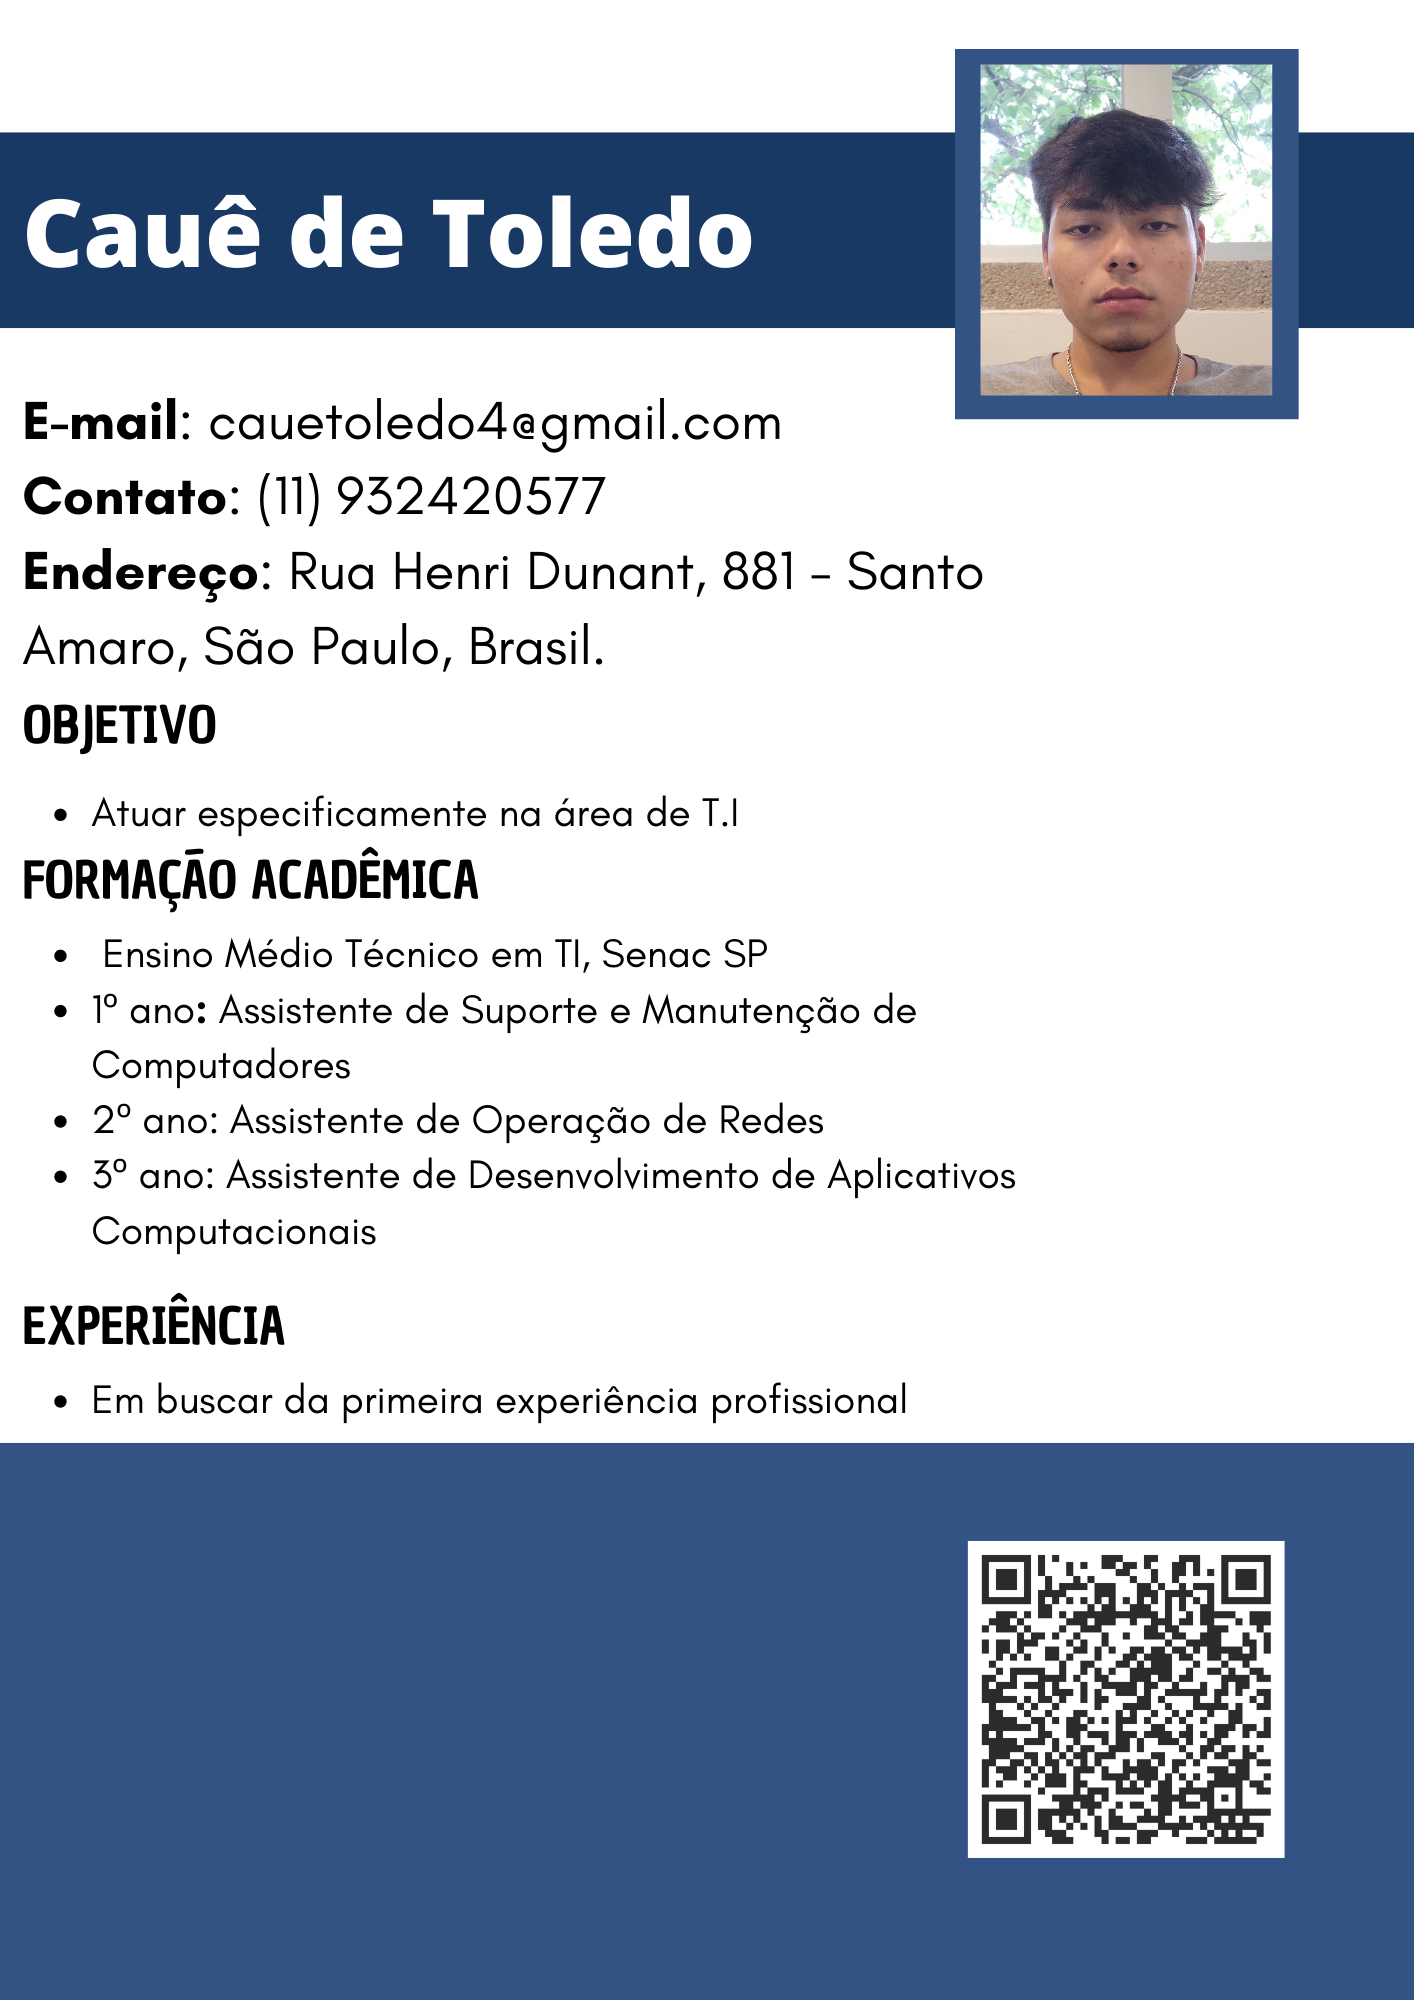 Cauê de Toledo
E-mail: cauetoledo4@gmail.com
Contato: (11) 932420577
Endereço: Rua Henri Dunant, 881 - Santo
Amaro, São Paulo, Brasil.
OBJETIVO
• Atuar especificamente na área de T.I
FORMAÇÃO ACADÊMICA
• Ensino Médio Técnico em TI, Senac SP
• 1º ano: Assistente de Suporte e Manutenção de
Computadores
• 2º ano: Assistente de Operação de Redes
• 3º ano: Assistente de Desenvolvimento de Aplicativos
Computacionais
EXPERIÊNCIA
• Em buscar da primeira experiência profissional